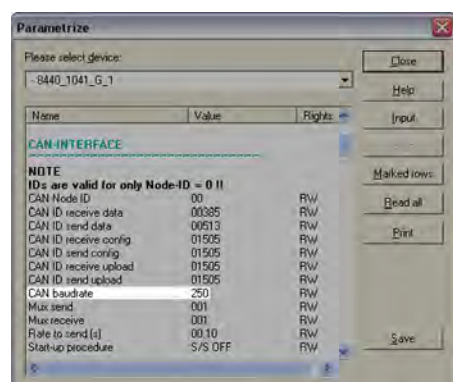 Parametrize
Please select device:
- 8440_1041_G_1
Close
Help
Name Value Rights
Input
CAN-INTERFACE
NOTE
IDs are valid for only Node-ID = 0 !!
Marked rows
CAN Node ID 00 RW
CAN ID receive data 00385 RW
Read all
CAN ID send data 00513 RW
CAN ID receive config. 01505 RW
Print
CAN ID send config. 01505 RW
CAN ID receive upload 01505 RW
CAN ID send upload 01505 RW
CAN baudrate 250 RW
Mux send 001 RW
Mux receive 001 RW
Rate to send [s] 00.10 RW
Save
Start-up procedure S/S OFF RW